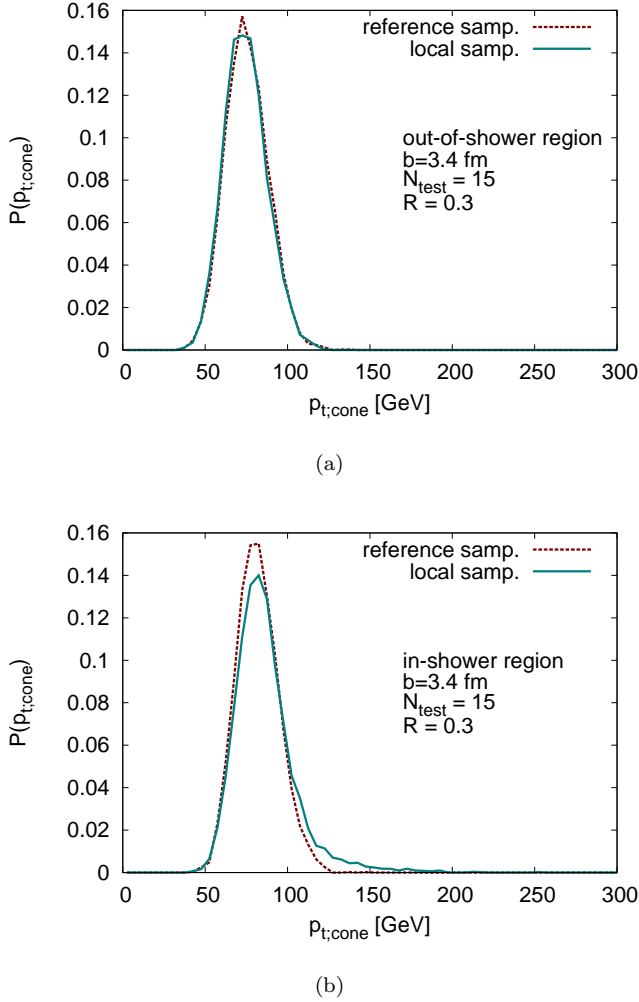 0.16
0.14
0.12
0.1
0.08
0.06
0.04
0.02
0
P(p_t;cone)
reference samp.
local samp.
out-of-shower region
b=3.4 fm
N_test = 15
R = 0.3
0 50 100 150 200 250 300
p_t;cone [GeV]
(a)
0.16
0.14
0.12
0.1
0.08
0.06
0.04
0.02
0
P(p_t;cone)
reference samp.
local samp.
in-shower region
b=3.4 fm
N_test = 15
R = 0.3
0 50 100 150 200 250 300
p_t;cone [GeV]
(b)